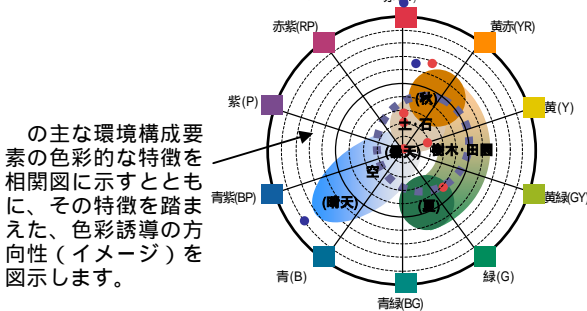 赤紫(RP)
黄赤(YR)
紫(P)
黄(Y)
(秋)
土・石
(曇天)
樹木・田園
空
(晴天)
(夏)
青紫(BP)
黄緑(GY)
青(B)
緑(G)
青緑(BG)
の主な環境構成要
素の色彩的な特徴を
相関図に示すととも
に、その特徴を踏ま
えた、色彩誘導の方
向性(イメージ)を
図示します。